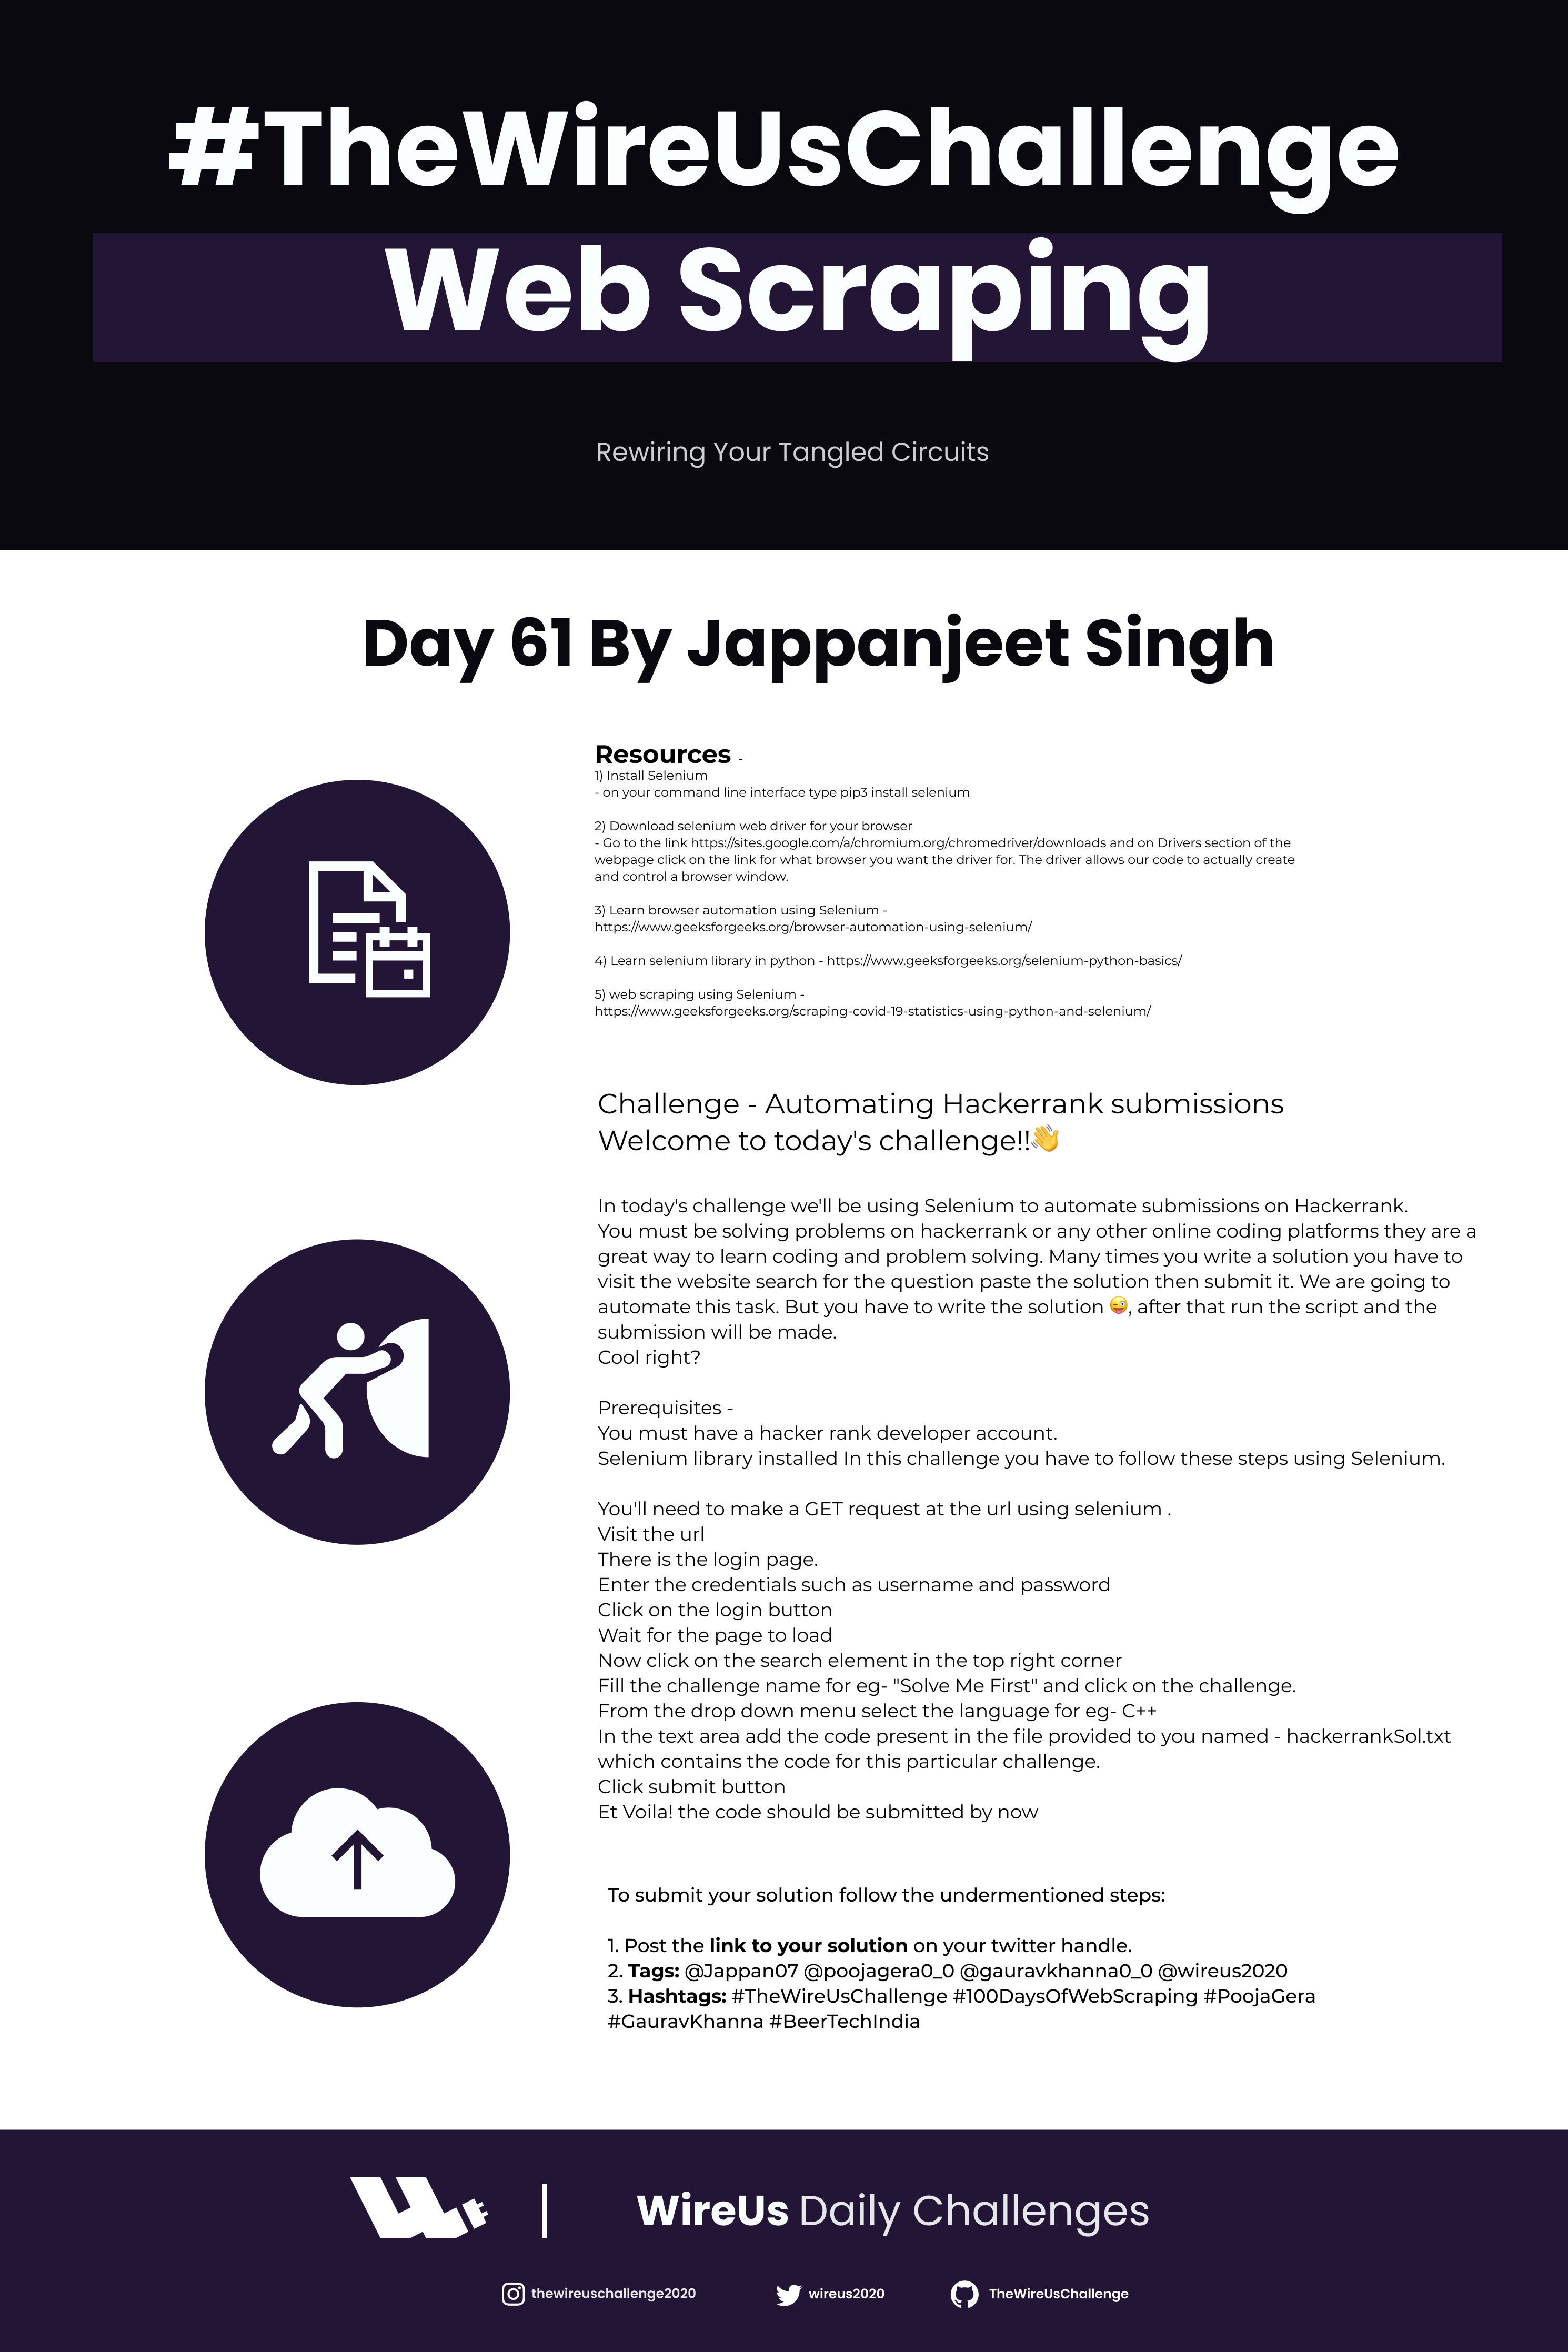 #TheWireUsChallenge
Web Scraping
Rewiring Your Tangled Circuits
Day 61 By Jappanjeet Singh
Resources -
1) Install Selenium
- on your command line interface type pip3 install selenium
2) Download selenium web driver for your browser
- Go to the link https://sites.google.com/a/chromium.org/chromedriver/downloads and on Drivers section of the
webpage click on the link for what browser you want the driver for. The driver allows our code to actually create
and control a browser window.
3) Learn browser automation using Selenium -
https://www.geeksforgeeks.org/browser-automation-using-selenium/
4) Learn selenium library in python - https://www.geeksforgeeks.org/selenium-python-basics/
5) web scraping using Selenium -
https://www.geeksforgeeks.org/scraping-covid-19-statistics-using-python-and-selenium/
Challenge - Automating Hackerrank submissions
Welcome to today's challenge!!👋
In today's challenge we'll be using Selenium to automate submissions on Hackerrank.
You must be solving problems on hackerrank or any other online coding platforms they are a
great way to learn coding and problem solving. Many times you write a solution you have to
visit the website search for the question paste the solution then submit it. We are going to
automate this task. But you have to write the solution 😜, after that run the script and the
submission will be made.
Cool right?
Prerequisites -
You must have a hacker rank developer account.
Selenium library installed In this challenge you have to follow these steps using Selenium.
You'll need to make a GET request at the url using selenium .
Visit the url
There is the login page.
Enter the credentials such as username and password
Click on the login button
Wait for the page to load
Now click on the search element in the top right corner
Fill the challenge name for eg- "Solve Me First" and click on the challenge.
From the drop down menu select the language for eg- C++
In the text area add the code present in the file provided to you named - hackerrankSol.txt
which contains the code for this particular challenge.
Click submit button
Et Voila! the code should be submitted by now
To submit your solution follow the undermentioned steps:
1. Post the link to your solution on your twitter handle.
2. Tags: @Jappan07 @poojagera0_0 @gauravkhanna0_0 @wireus2020
3. Hashtags: #TheWireUsChallenge #100DaysOfWebScraping #PoojaGera
#GauravKhanna #BeerTechIndia
WireUs Daily Challenges
thewireuschallenge2020
wireus2020
TheWireUsChallenge